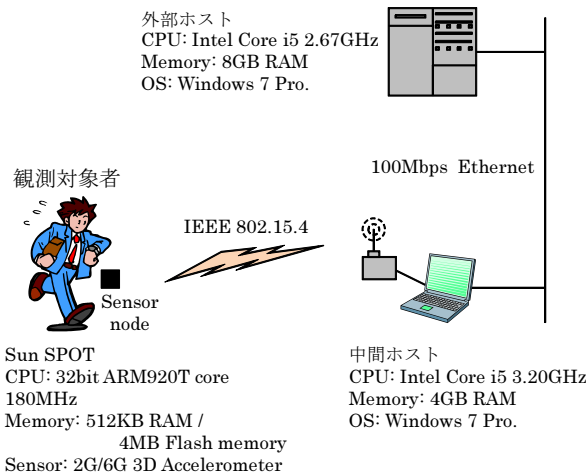 外部ホスト
CPU: Intel Core i5 2.67GHz
Memory: 8GB RAM
OS: Windows 7 Pro.
100Mbps Ethernet
観測対象者
IEEE 802.15.4
Sensor
node
Sun SPOT
CPU: 32bit ARM920T core
180MHz
Memory: 512KB RAM /
4MB Flash memory
Sensor: 2G/6G 3D Accelerometer
中間ホスト
CPU: Intel Core i5 3.20GHz
Memory: 4GB RAM
OS: Windows 7 Pro.